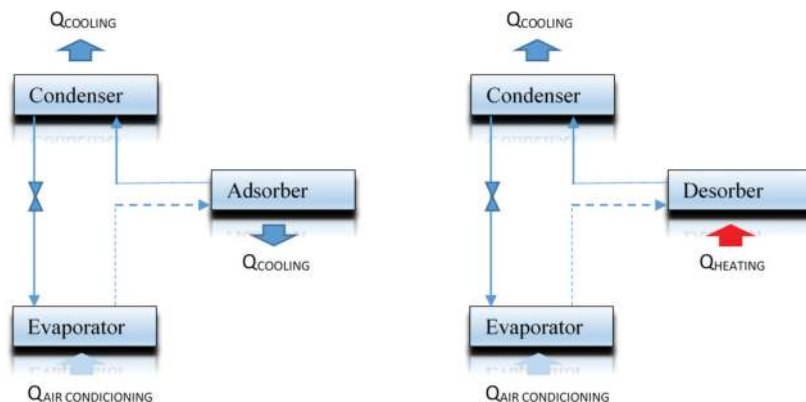 QCOOLING
Condenser
Adsorber
QCOOLING
Evaporator
QAIR CONDICIONING
QCOOLING
Condenser
Desorber
QHEATING
Evaporator
QAIR CONDICIONING